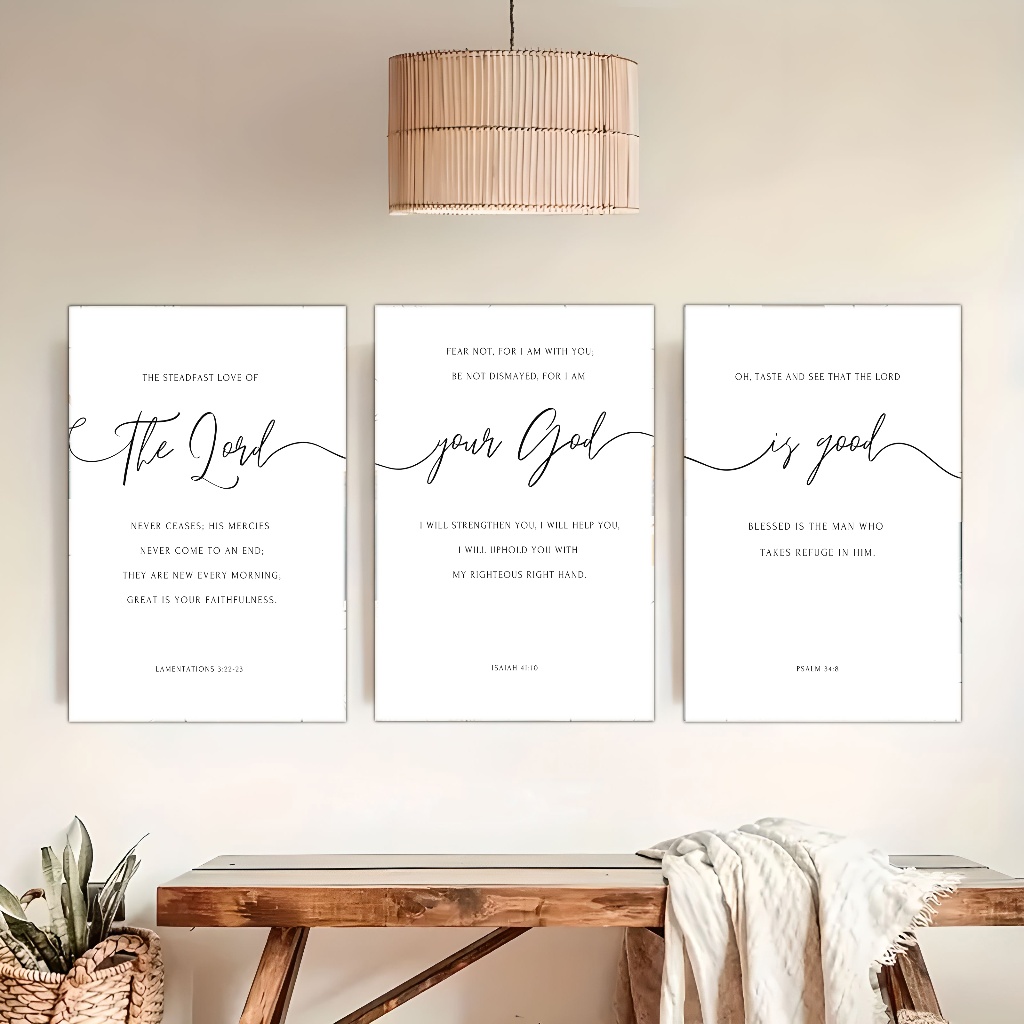 THE STEADFAST LOVE OF
The Lord
NEVER CEASES; HIS MERCIES
NEVER COME TO AN END;
THEY ARE NEW EVERY MORNING,
GREAT IS YOUR FAITHFULNESS.
LAMENTATIONS 3:22-23
FEAR NOT, FOR I AM WITH YOU;
BE NOT DISMAYED, FOR I AM
your God
I WILL STRENGTHEN YOU, I WILL HELP YOU,
I WILL UPHOLD YOU WITH
MY RIGHTEOUS RIGHT HAND.
ISAIAH 41:10
OH, TASTE AND SEE THAT THE LORD
is good
BLESSED IS THE MAN WHO
TAKES REFUGE IN HIM.
PSALM 34:8